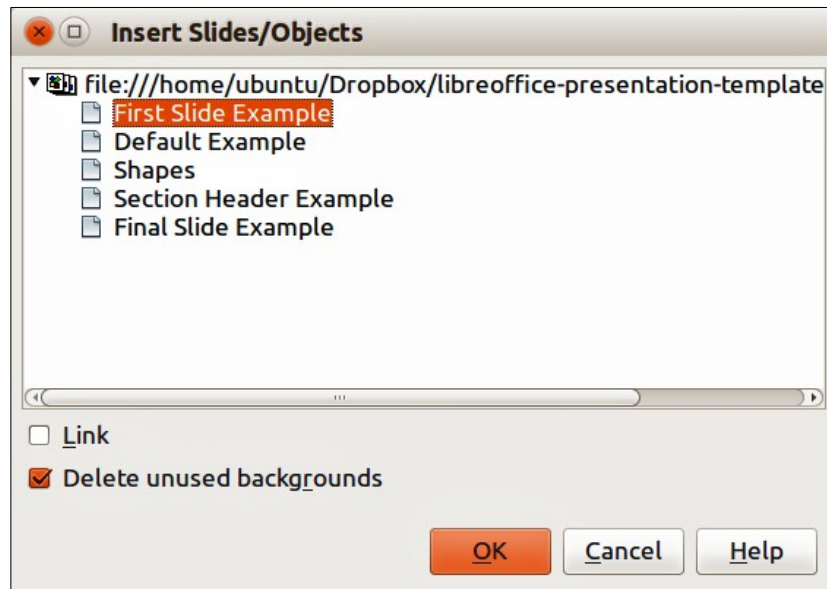 Insert Slides/Objects
file:///home/ubuntu/Dropbox/libreoffice-presentation-template
First Slide Example
Default Example
Shapes
Section Header Example
Final Slide Example
Link
Delete unused backgrounds
OK Cancel Help